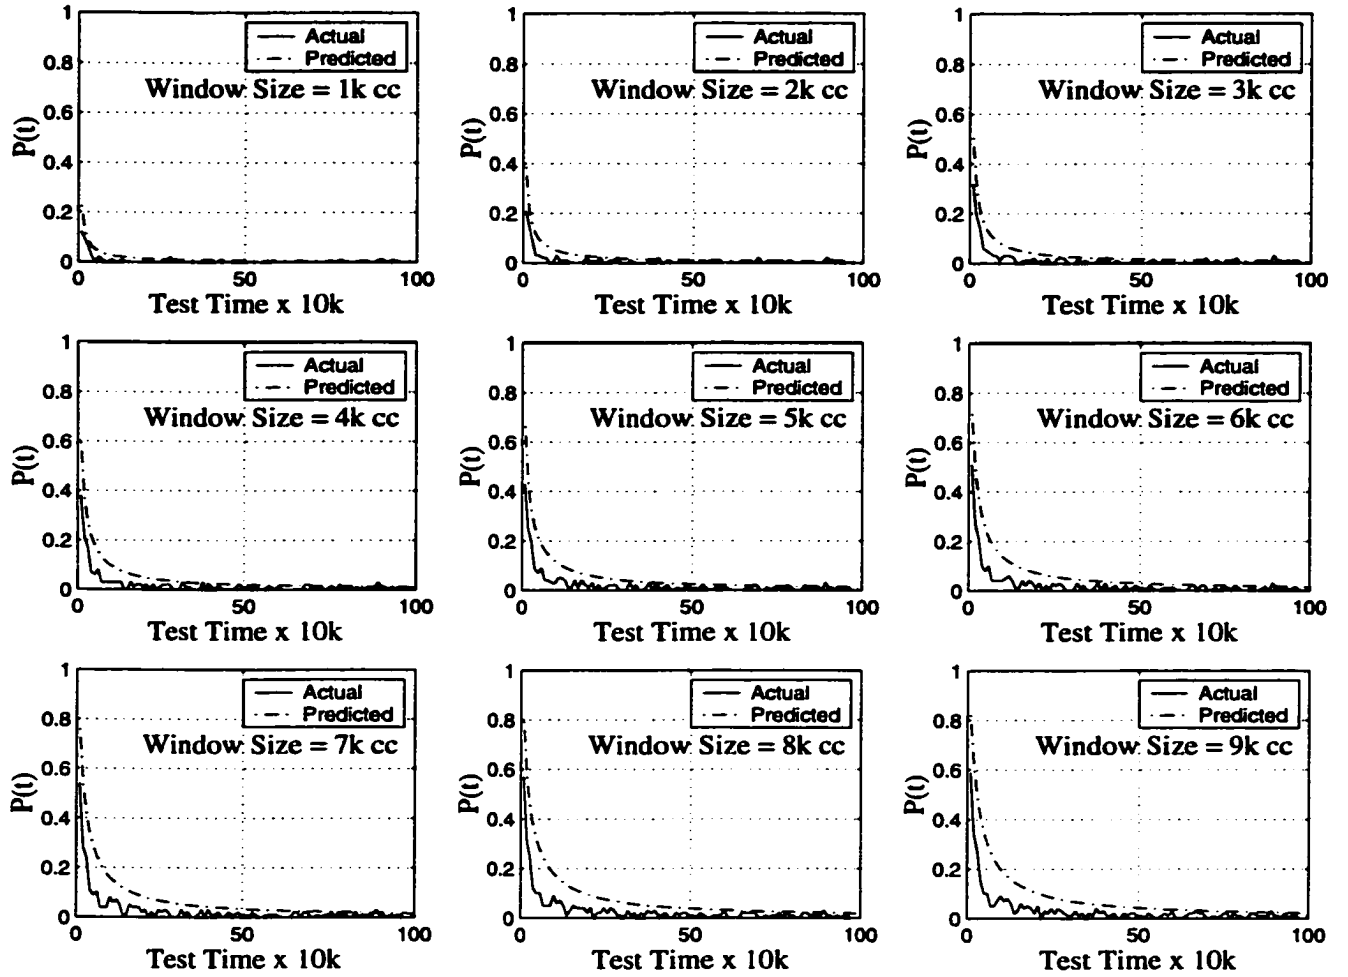 1
0.8
0.6
0.4
0.2
0
P(t)
Actual
Predicted
Window Size = 1k cc
0
50
100
Test Time x 10k
1
0.8
0.6
0.4
0.2
0
P(t)
Actual
Predicted
Window Size = 2k cc
0
50
100
Test Time x 10k
1
0.8
0.6
0.4
0.2
0
P(t)
Actual
Predicted
Window Size = 3k cc
0
50
100
Test Time x 10k
1
0.8
0.6
0.4
0.2
0
P(t)
Actual
Predicted
Window Size = 4k cc
0
50
100
Test Time x 10k
1
0.8
0.6
0.4
0.2
0
P(t)
Actual
Predicted
Window Size = 5k cc
0
50
100
Test Time x 10k
1
0.8
0.6
0.4
0.2
0
P(t)
Actual
Predicted
Window Size = 6k cc
0
50
100
Test Time x 10k
1
0.8
0.6
0.4
0.2
0
P(t)
Actual
Predicted
Window Size = 7k cc
0
50
100
Test Time x 10k
1
0.8
0.6
0.4
0.2
0
P(t)
Actual
Predicted
Window Size = 8k cc
0
50
100
Test Time x 10k
1
0.8
0.6
0.4
0.2
0
P(t)
Actual
Predicted
Window Size = 9k cc
0
50
100
Test Time x 10k